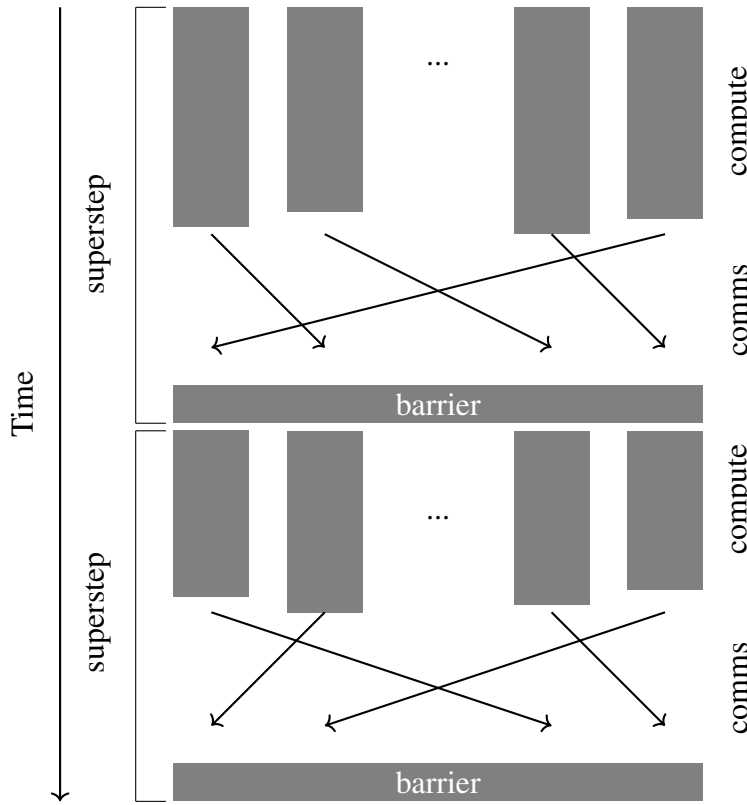 ...
compute
superstep
comms
Time
barrier
compute
...
superstep
comms
barrier